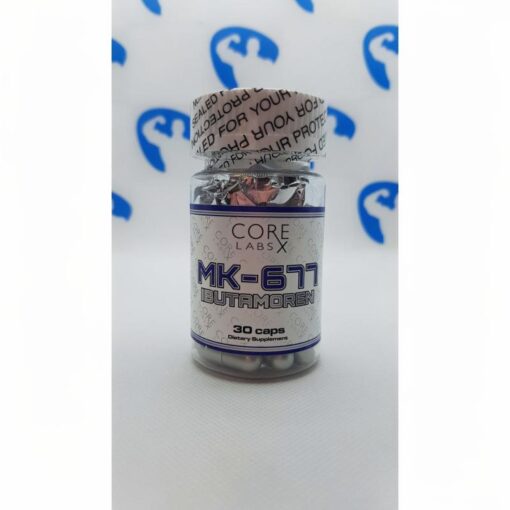 SEALED FOR YOUR PROTECTION
CORE
LABS X
MK-677
IBUTAMOREN
30 caps
Dietary Supplement